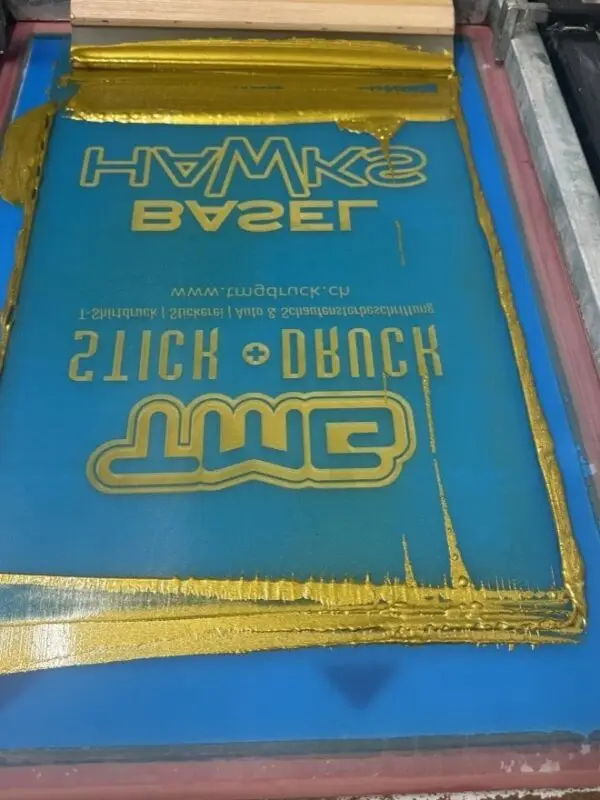 TMG
STICK + DRUCK
T-Shirtdruck | Stickerei | Auto & Schaufensterbeschriftung
www.tmgdruck.ch
BASEL
HAWKS